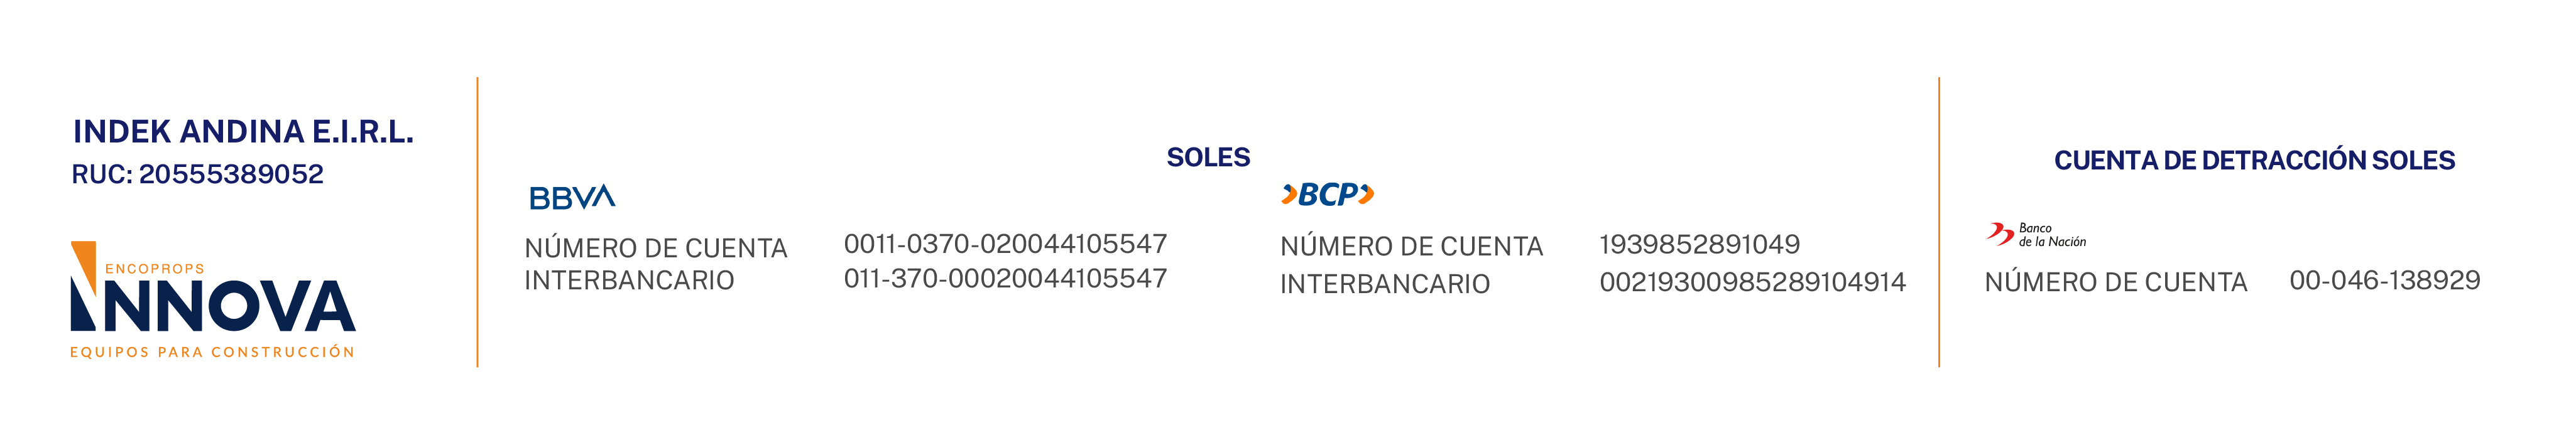 INDEK ANDINA E.I.R.L.
RUC: 20555389052
ENCOPROPS
INNOVA
EQUIPOS PARA CONSTRUCCIÓN
SOLES
BBVA
NÚMERO DE CUENTA 0011-0370-020044105547
INTERBANCARIO 011-370-00020044105547
BCP
NÚMERO DE CUENTA 1939852891049
INTERBANCARIO 00219300985289104914
CUENTA DE DETRACCIÓN SOLES
Banco
de la Nación
NÚMERO DE CUENTA 00-046-138929